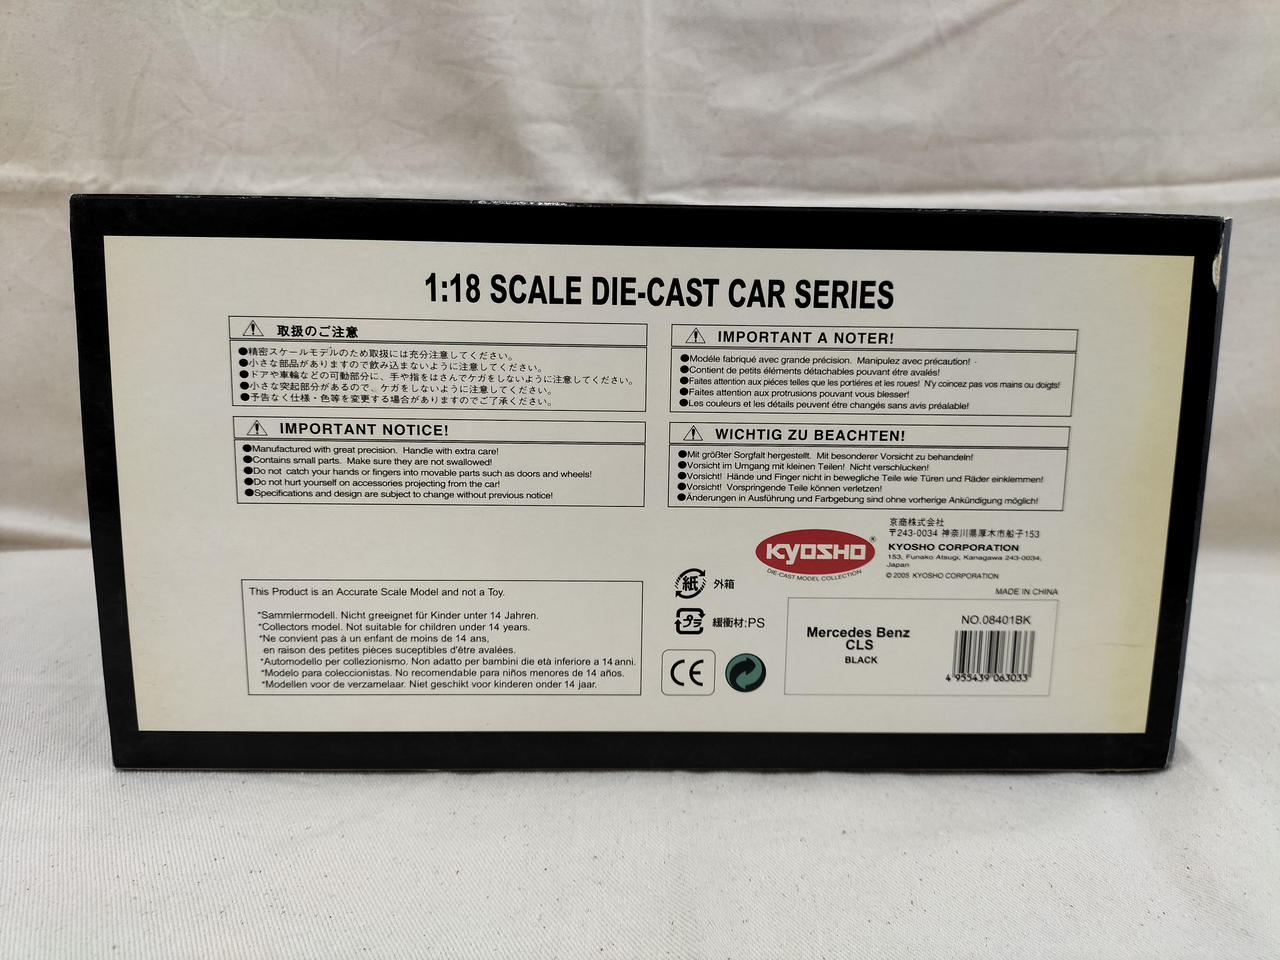 1:18 SCALE DIE-CAST CAR SERIES
取扱のご注意
●精密スケールモデルのため取扱には充分注意してください。
●小さな部品がありますので飲み込まないように注意してください。
●ドアや車輪などの可動部分に、手や指をはさんでケガをしないように注意してください。
●小さな突起部分があるので、ケガをしないように注意してください。
●予告なく仕様・色等を変更する場合がありますのでご了承ください。
IMPORTANT A NOTER!
●Modéle fabriqué avec grande précision. Manipulez avec précaution!
●Contient de petits éléments détachables pouvant étre avalés!
●Faites attention aux piéces telles que les portiéres et les roues! N'y coincez pas vos mains ou doigts!
●Faites attention aux protrusions pouvant vous blesser!
●Les couleurs et les détails peuvent étre changés sans avis préalable!
IMPORTANT NOTICE!
●Manufactured with great precision. Handle with extra care!
●Contains small parts. Make sure they are not swallowed!
●Do not catch your hands or fingers into movable parts such as doors and wheels!
●Do not hurt yourself on accessories projecting from the car!
●Specifications and design are subject to change without previous notice!
WICHTIG ZU BEACHTEN!
●Mit größter Sorgfalt hergestellt. Mit besonderer Vorsicht zu behandeln!
●Vorsicht im Umgang mit kleinen Teilen! Nicht verschlucken!
●Vorsicht! Hände und Finger nicht in bewegliche Teile wie Türen und Räder einklemmen!
●Vorsicht! Vorspringende Teile können verletzen!
●Änderungen in Ausführung und Farbgebung sind ohne vorherige Ankündigung möglich!
KYOSHO®
DIE-CAST MODEL COLLECTION
京商株式会社
〒243-0034 神奈川県厚木市船子153
KYOSHO CORPORATION
153, Funako Atsugi, Kanagawa 243-0034,
Japan
© 2005 KYOSHO CORPORATION
MADE IN CHINA
紙 外箱
プラ 緩衝材:PS
CE
This Product is an Accurate Scale Model and not a Toy.
*Sammlermodell. Nicht greeignet für Kinder unter 14 Jahren.
*Collectors model. Not suitable for children under 14 years.
*Ne convient pas à un enfant de moins de 14 ans,
en raison des petites pièces suceptibles d'être avalées.
*Automodello per collezionismo. Non adatto per bambini die età inferiore a 14 anni.
*Modelo para coleccionistas. No recomendable para niños menores de 14 años.
*Modellen voor de verzamelaar. Niet geschikt voor kinderen onder 14 jaar.
Mercedes Benz
CLS
BLACK
NO.08401BK
4 955439 063033